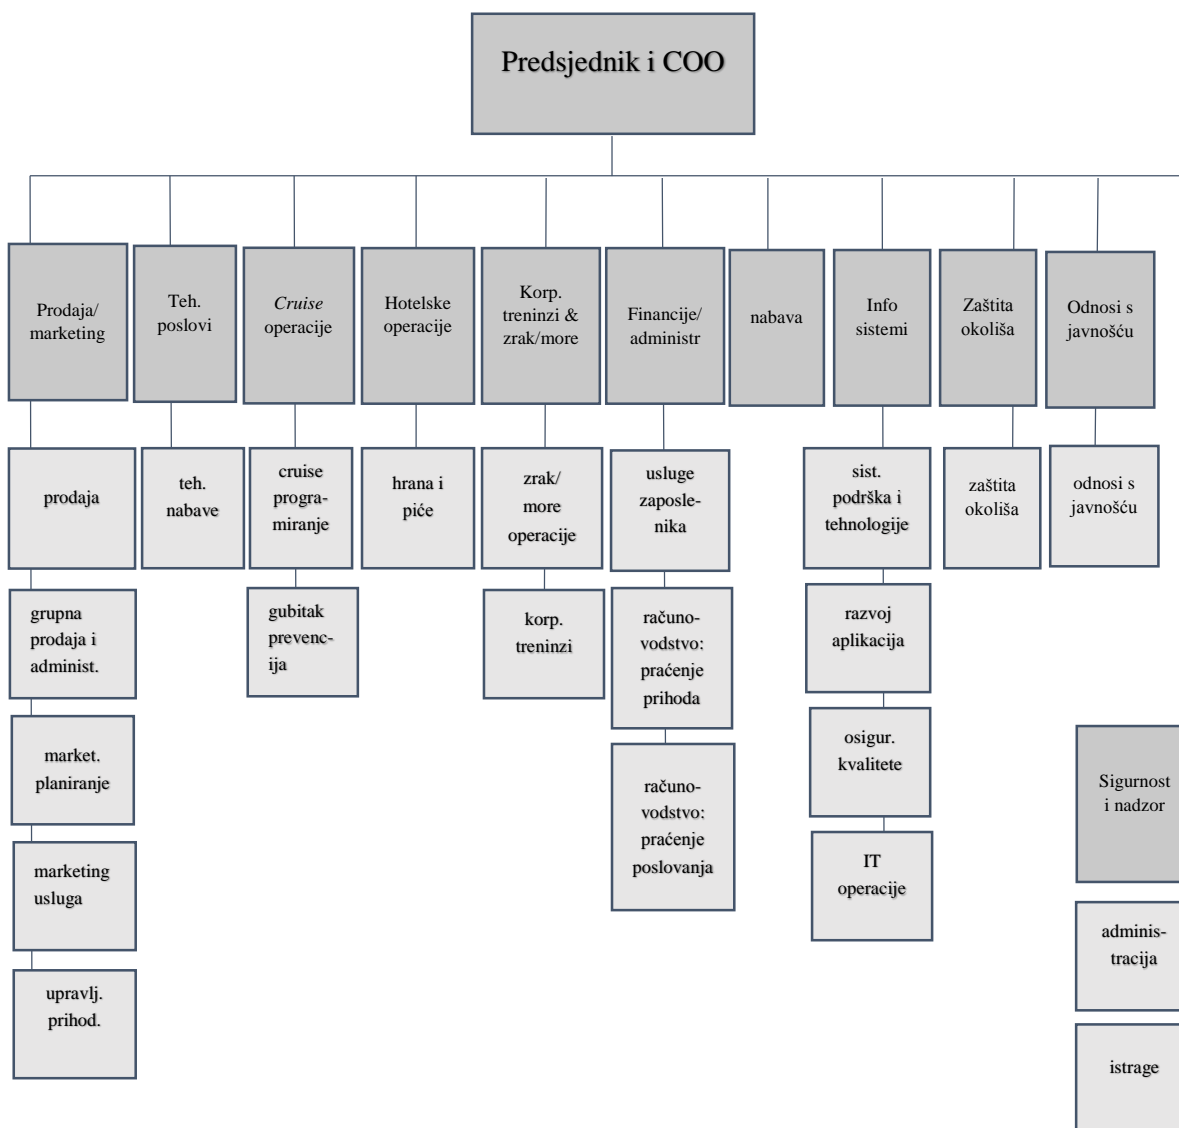 Predsjednik i COO
Prodaja/
marketing
Teh.
poslovi
Cruise
operacije
Hotelske
operacije
Korp.
treninzi &
zrak/more
Financije/
administr
nabava
Info
sistemi
Zaštita
okoliša
Odnosi s
javnošću
prodaja
teh.
nabave
cruise
progra-
miranje
hrana i
piće
zrak/
more
operacije
usluge
zaposle-
nika
sist.
podrška i
tehnologije
zaštita
okoliša
odnosi s
javnošću
grupna
prodaja i
administ.
gubitak
prevenc-
ija
korp.
treninzi
računo-
vodstvo:
praćenje
prihoda
razvoj
aplikacija
market.
planiranje
računo-
vodstvo:
praćenje
poslovanja
osigur.
kvalitete
Sigurnost
i nadzor
marketing
usluga
IT
operacije
adminis-
tracija
upravlj.
prihod.
istrage